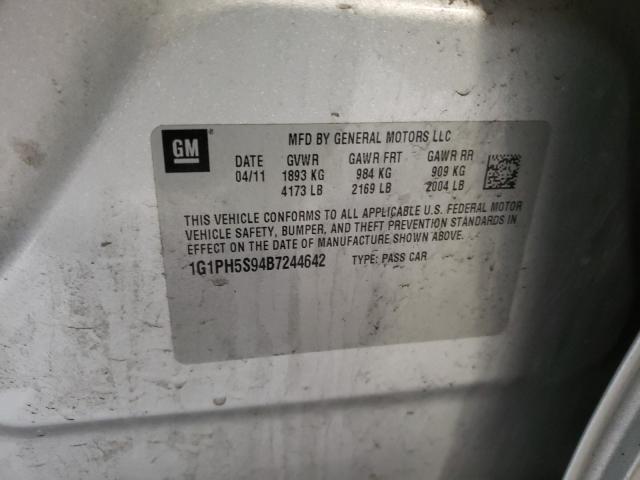 GM ®
MFD BY GENERAL MOTORS LLC
DATE GVWR GAWR FRT GAWR RR
04/11 1893 KG 984 KG 909 KG
4173 LB 2169 LB 2004 LB
THIS VEHICLE CONFORMS TO ALL APPLICABLE U.S. FEDERAL MOTOR
VEHICLE SAFETY, BUMPER, AND THEFT PREVENTION STANDARDS IN
EFFECT ON THE DATE OF MANUFACTURE SHOWN ABOVE.
1G1PH5S94B7244642 TYPE: PASS CAR